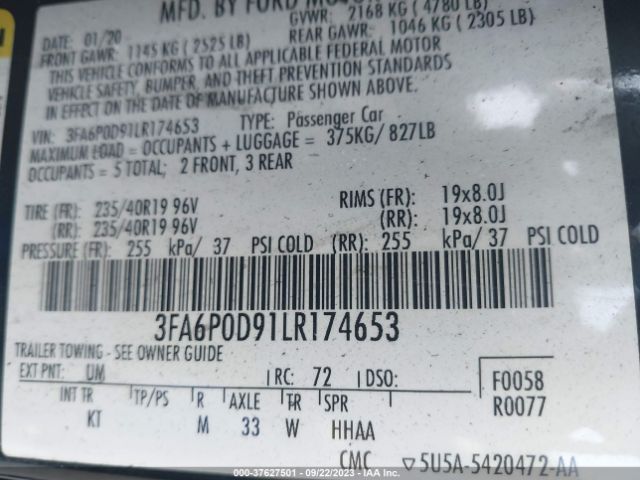 MFD. BY FORD MOTOR
DATE: 01/20 GVWR: 2168 KG ( 4780 LB)
FRONT GAWR: 1145 KG ( 2525 LB) REAR GAWR: 1046 KG ( 2305 LB)
THIS VEHICLE CONFORMS TO ALL APPLICABLE FEDERAL MOTOR
VEHICLE SAFETY, BUMPER, AND THEFT PREVENTION STANDARDS
IN EFFECT ON THE DATE OF MANUFACTURE SHOWN ABOVE.
VIN: 3FA6P0D91LR174653 TYPE: Passenger Car
MAXIMUM LOAD = OCCUPANTS + LUGGAGE = 375KG/ 827LB
OCCUPANTS = 5 TOTAL; 2 FRONT, 3 REAR
TIRE (FR): 235/40R19 96V RIMS (FR): 19x8.0J
(RR): 235/40R19 96V (RR): 19x8.0J
PRESSURE (FR): 255 kPa/ 37 PSI COLD (RR): 255 kPa/ 37 PSI COLD
3FA6P0D91LR174653
TRAILER TOWING - SEE OWNER GUIDE
EXT PNT: UM RC: 72 DSO: F0058
INT TR TP/PS R AXLE TR SPR R0077
KT M 33 W HHAA
CMC ▽5U5A-5420472-AA
000-37627501 - 09/22/2023 - IAAI.com